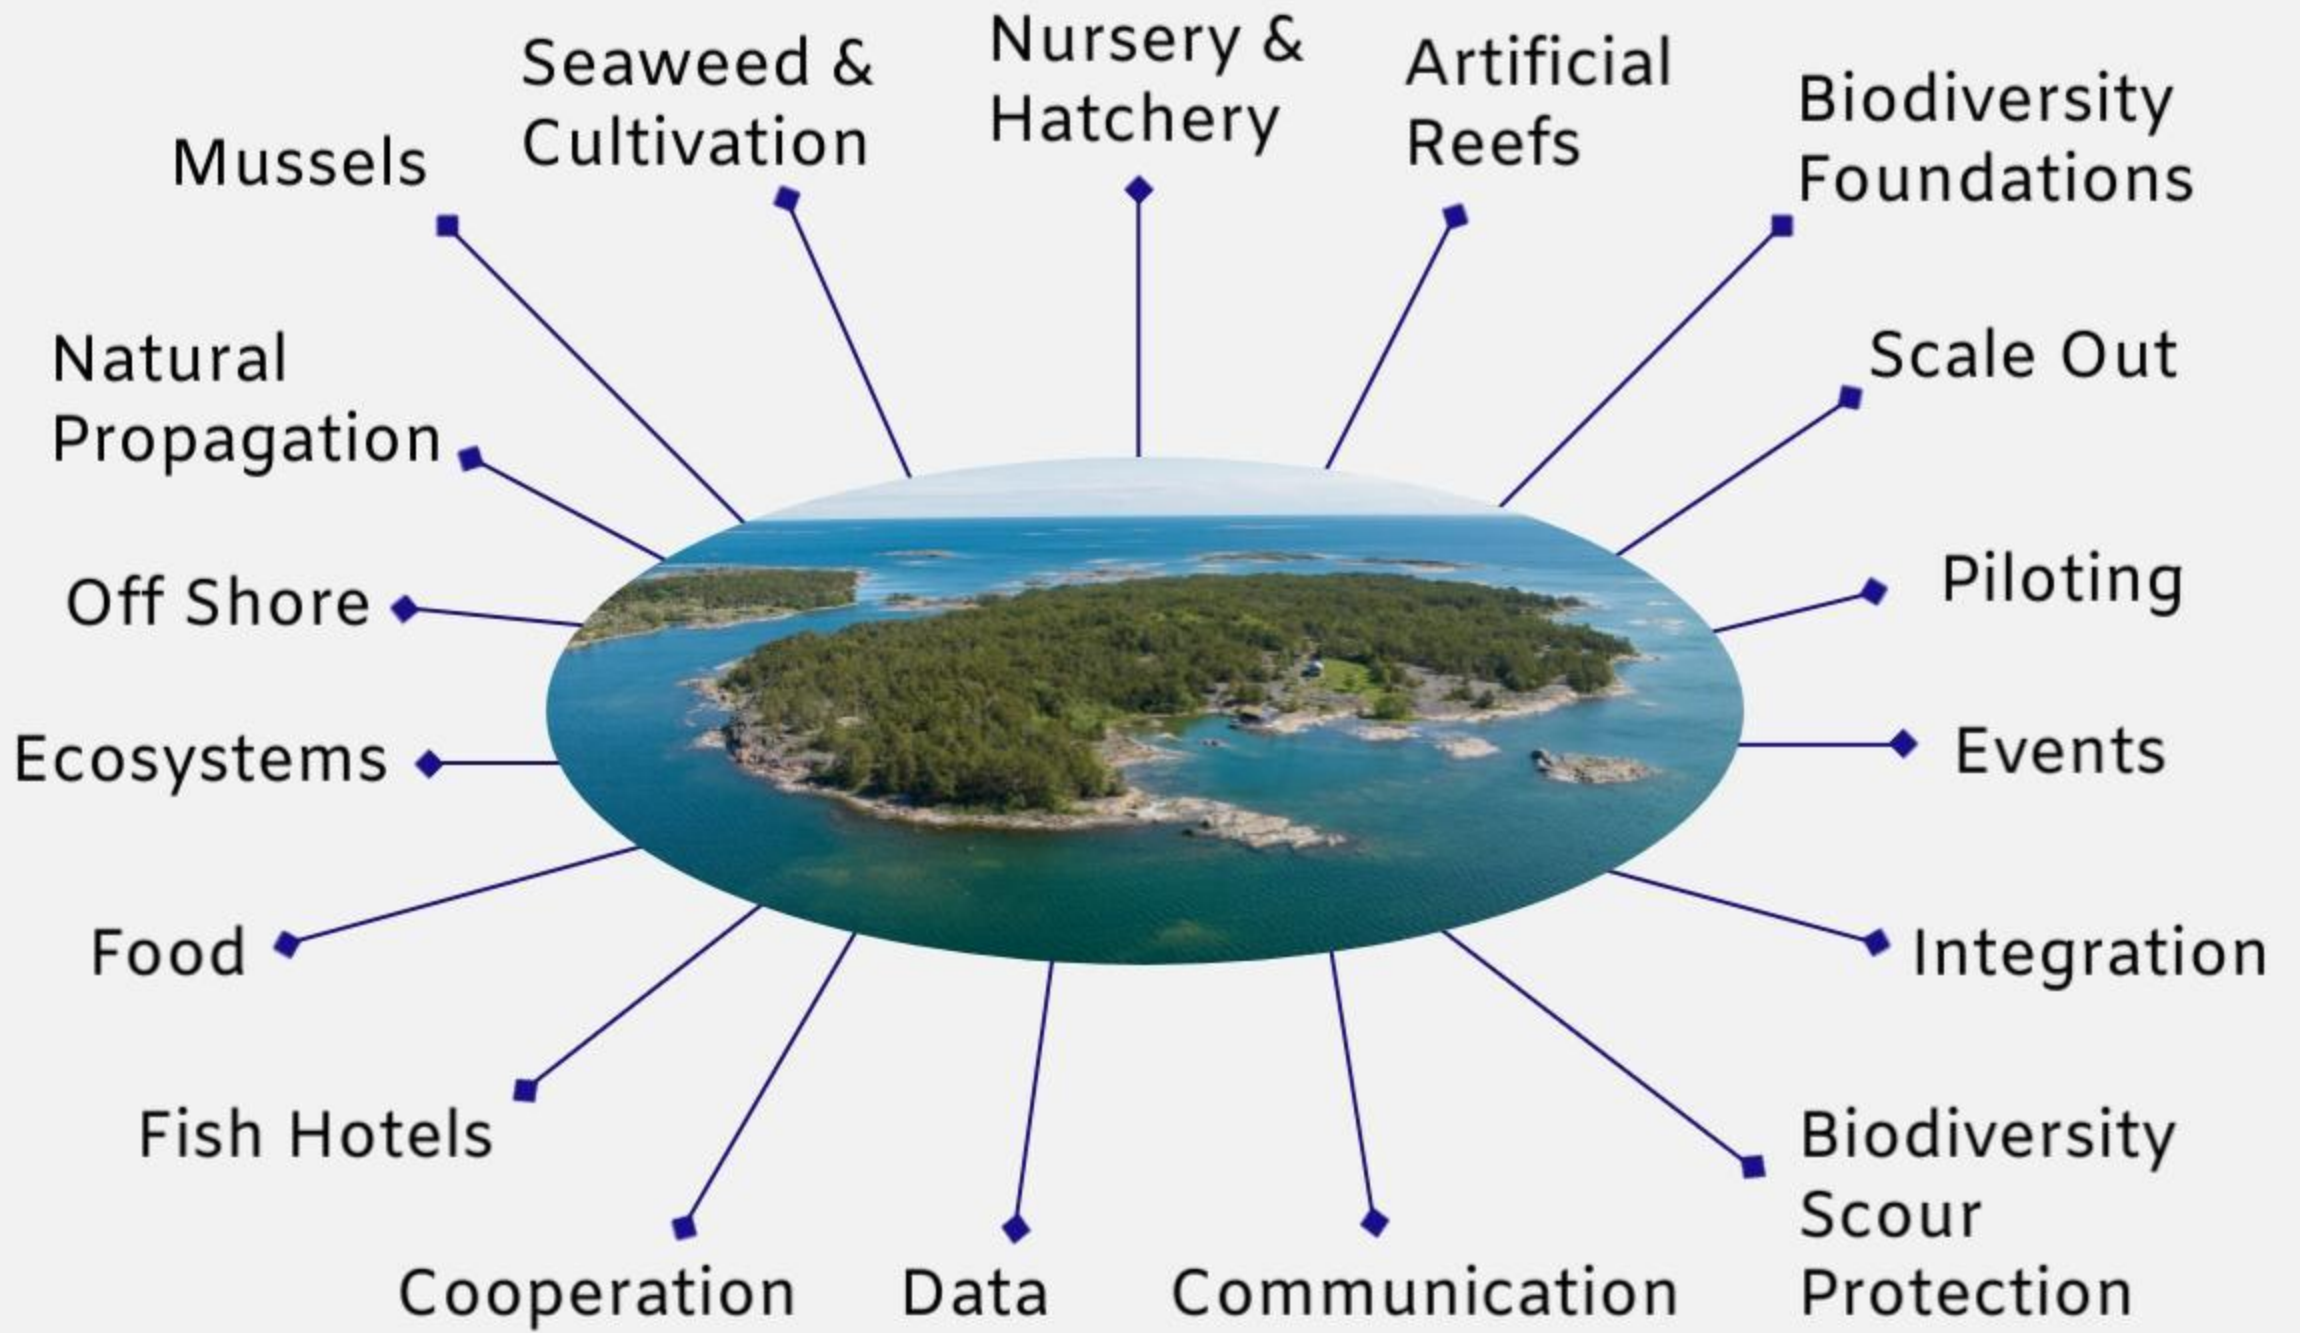 Nursery &
Hatchery
Seaweed &
Cultivation
Artificial
Reefs
Biodiversity
Foundations
Mussels
Natural
Propagation
Scale Out
Off Shore
Piloting
Ecosystems
Events
Food
Integration
Fish Hotels
Biodiversity
Scour
Protection
Cooperation
Data
Communication